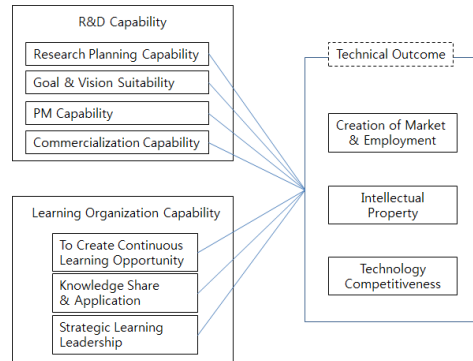 R&D Capability
Research Planning Capability
Goal & Vision Suitability
PM Capability
Commercialization Capability
Learning Organization Capability
To Create Continuous
Learning Opportunity
Knowledge Share
& Application
Strategic Learning
Leadership
Technical Outcome
Creation of Market
& Employment
Intellectual
Property
Technology
Competitiveness